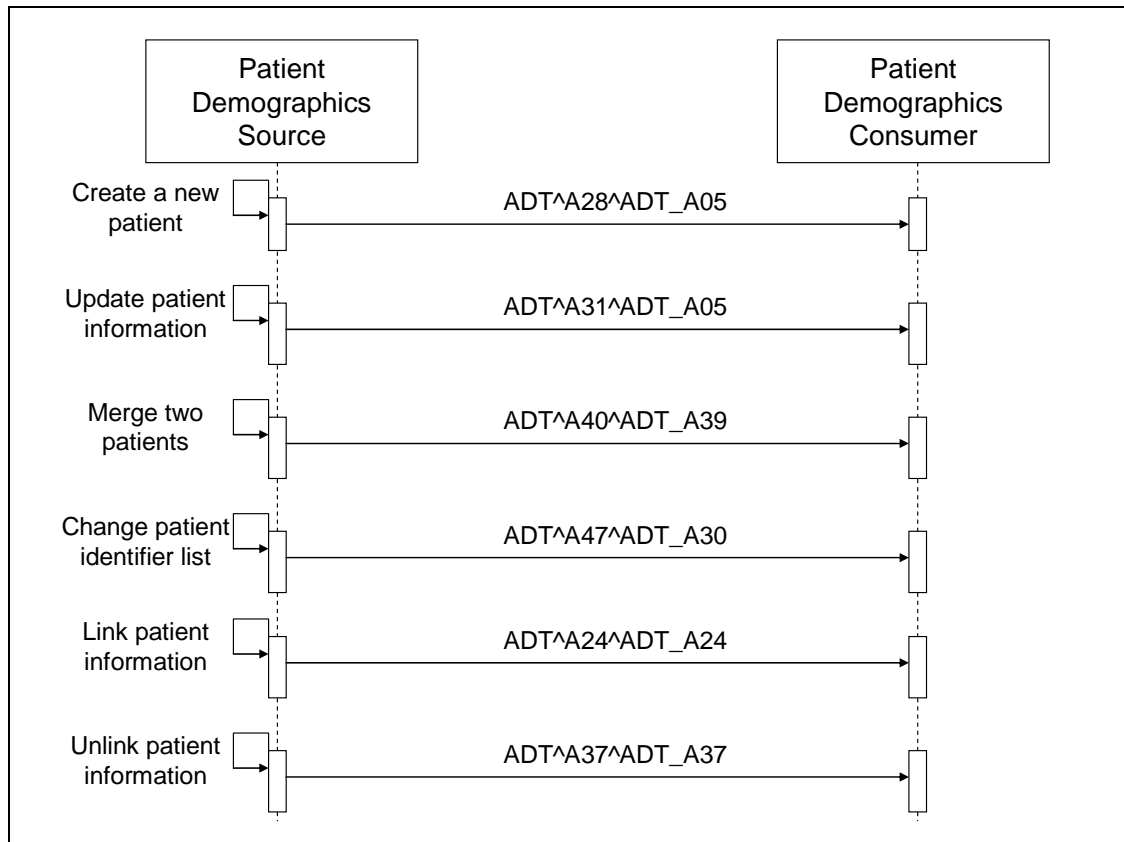 Patient
Demographics
Source
Patient
Demographics
Consumer
Create a new
patient
ADT^A28^ADT_A05
Update patient
information
ADT^A31^ADT_A05
Merge two
patients
ADT^A40^ADT_A39
Change patient
identifier list
ADT^A47^ADT_A30
Link patient
information
ADT^A24^ADT_A24
Unlink patient
information
ADT^A37^ADT_A37